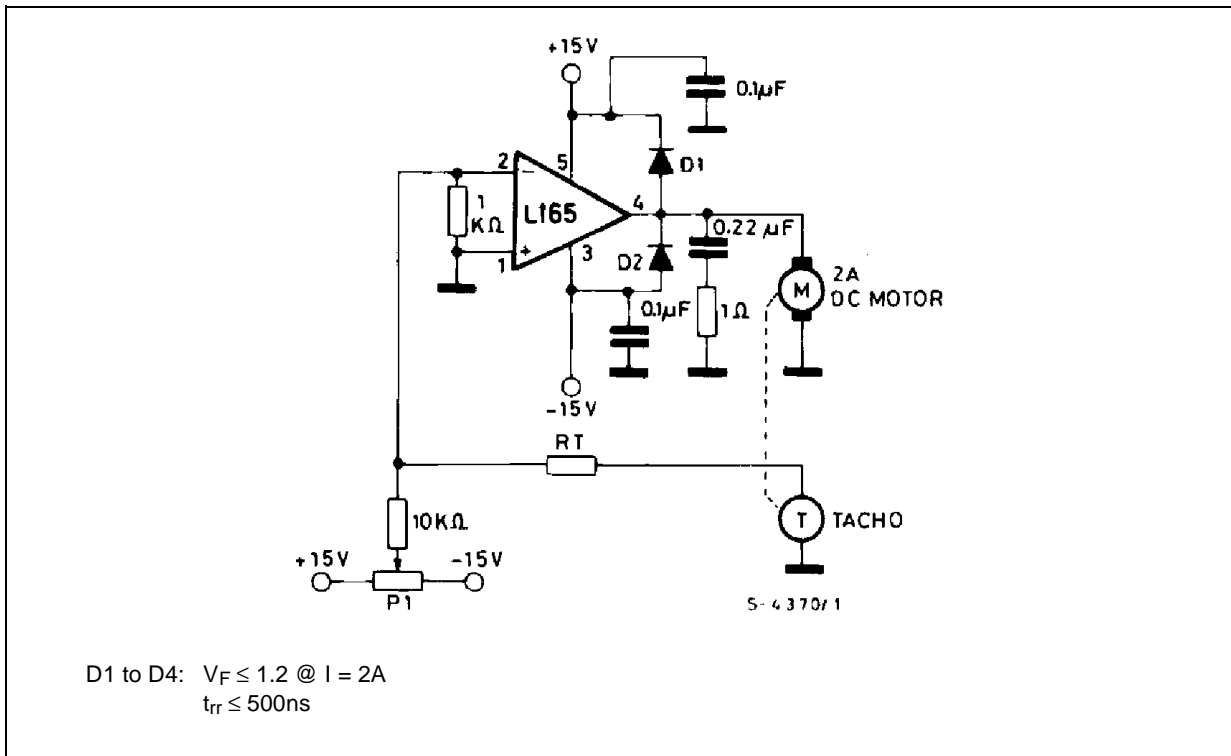 +15V
0.1µF
2
5
D1
1
KΩ
Lt65
4
0.22 µF
1
3
D2
2A
M
DC MOTOR
0.1µF
1Ω
-15V
RT
10KΩ
T
TACHO
+15V
-15V
P1
S-4370/1
D1 to D4: VF ≤ 1.2 @ I = 2A
trr ≤ 500ns